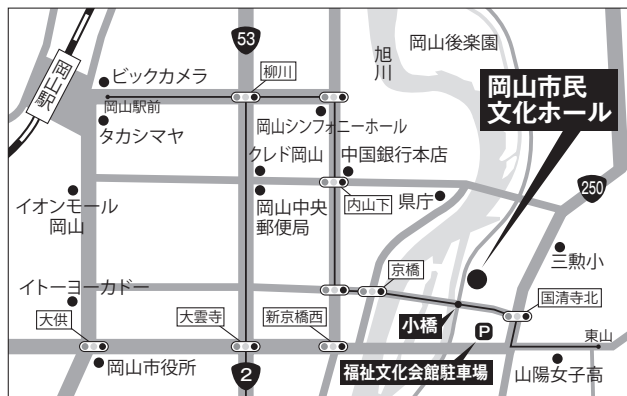 岡山駅
ビックカメラ
岡山駅前
タカシマヤ
53
柳川
旭川
岡山後楽園
岡山市民
文化ホール
岡山シンフォニーホール
クレド岡山
中国銀行本店
イオンモール
岡山
岡山中央
郵便局
内山下
県庁
250
三勲小
イトーヨーカドー
京橋
国清寺北
大供
大雲寺
新京橋西
小橋
P
東山
岡山市役所
2
福祉文化会館駐車場
山陽女子高